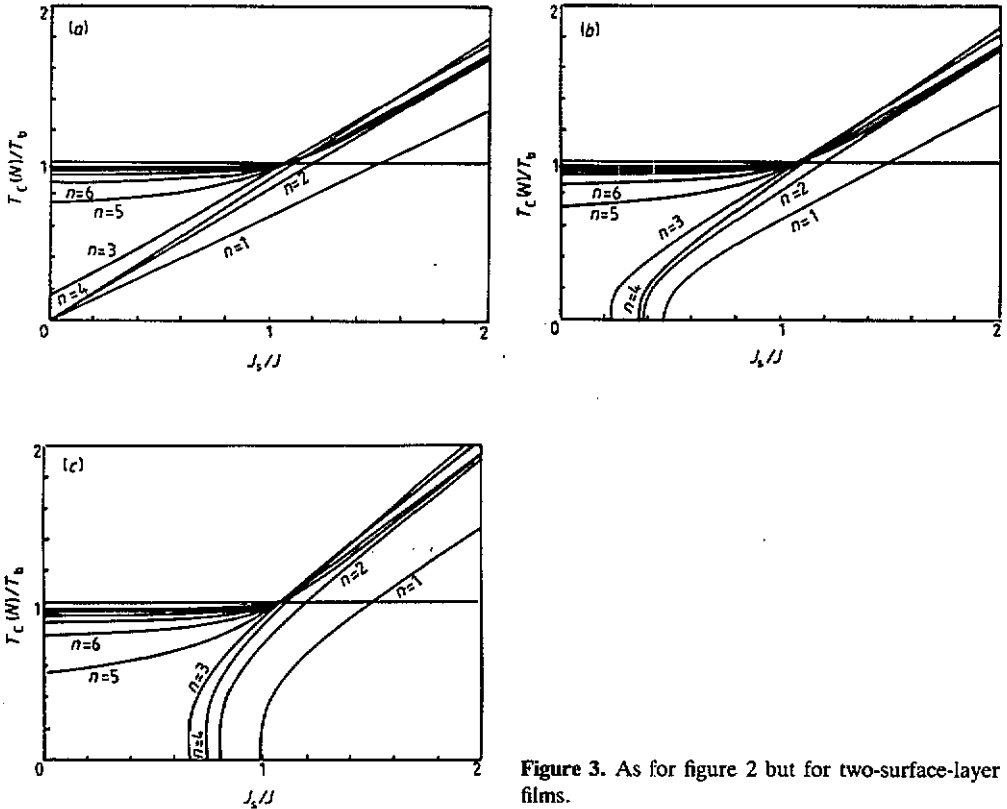 (a)
2
1
0
T_c(N)/T_b
n=6
n=5
n=3
n=4
n=2
n=1
0
1
2
J_s/J
(b)
2
1
0
T_c(N)/T_b
n=6
n=5
n=3
n=4
n=2
n=1
0
1
2
J_s/J
(c)
2
1
0
T_c(N)/T_b
n=6
n=5
n=3
n=4
n=2
n=1
1
2
J_s/J
Figure 3. As for figure 2 but for two-surface-layer
films.